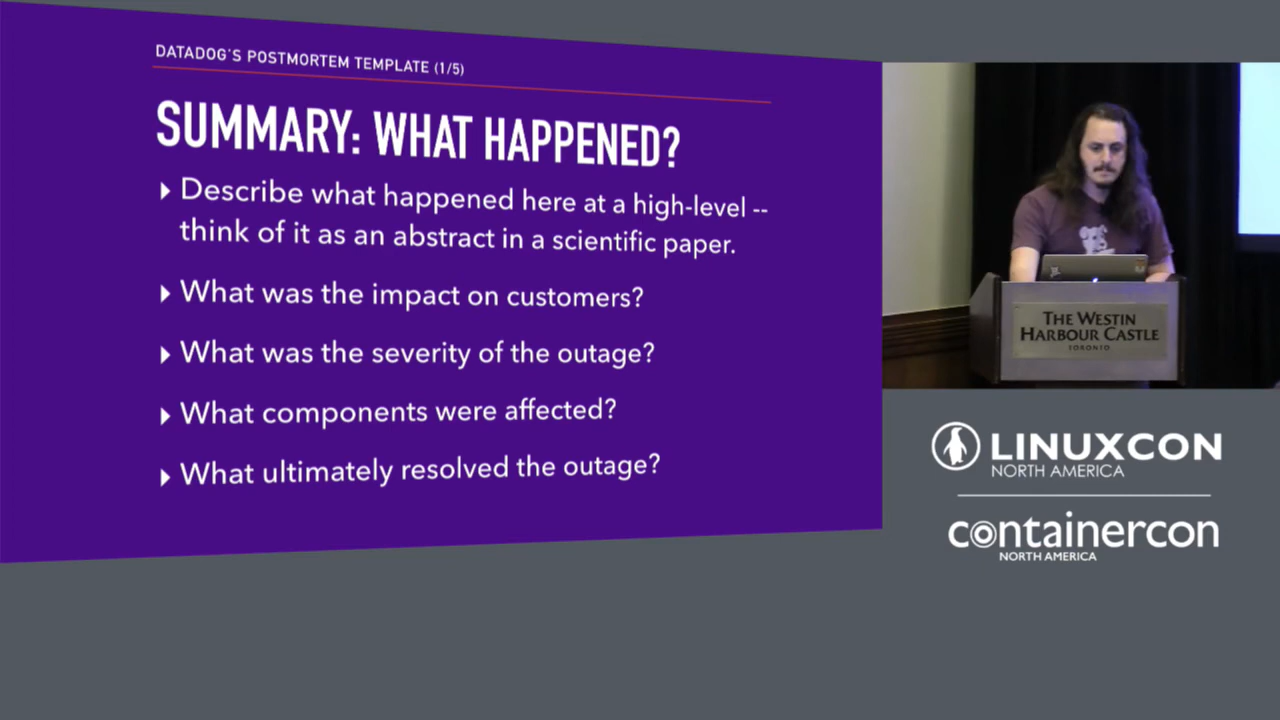 DATADOG'S POSTMORTEM TEMPLATE (1/5)
SUMMARY: WHAT HAPPENED?
Describe what happened here at a high-level --
think of it as an abstract in a scientific paper.
What was the impact on customers?
What was the severity of the outage?
What components were affected?
What ultimately resolved the outage?
THE WESTIN
HARBOUR CASTLE
TORONTO
LINUXCON
NORTH AMERICA
containercon
NORTH AMERICA